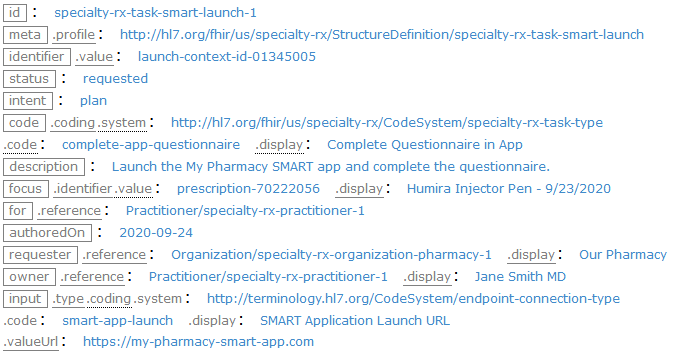 id : specialty-rx-task-smart-launch-1
meta .profile: http://hl7.org/fhir/us/specialty-rx/StructureDefinition/specialty-rx-task-smart-launch
identifier .value: launch-context-id-01345005
status : requested
intent : plan
code .coding.system: http://hl7.org/fhir/us/specialty-rx/CodeSystem/specialty-rx-task-type
.code: complete-app-questionnaire .display: Complete Questionnaire in App
description : Launch the My Pharmacy SMART app and complete the questionnaire.
focus .identifier.value: prescription-70222056 .display: Humira Injector Pen - 9/23/2020
for .reference: Practitioner/specialty-rx-practitioner-1
authoredOn : 2020-09-24
requester .reference: Organization/specialty-rx-organization-pharmacy-1 .display: Our Pharmacy
owner .reference: Practitioner/specialty-rx-practitioner-1 .display: Jane Smith MD
input .type.coding.system: http://terminology.hl7.org/CodeSystem/endpoint-connection-type
.code: smart-app-launch .display: SMART Application Launch URL
.valueUrl: https://my-pharmacy-smart-app.com